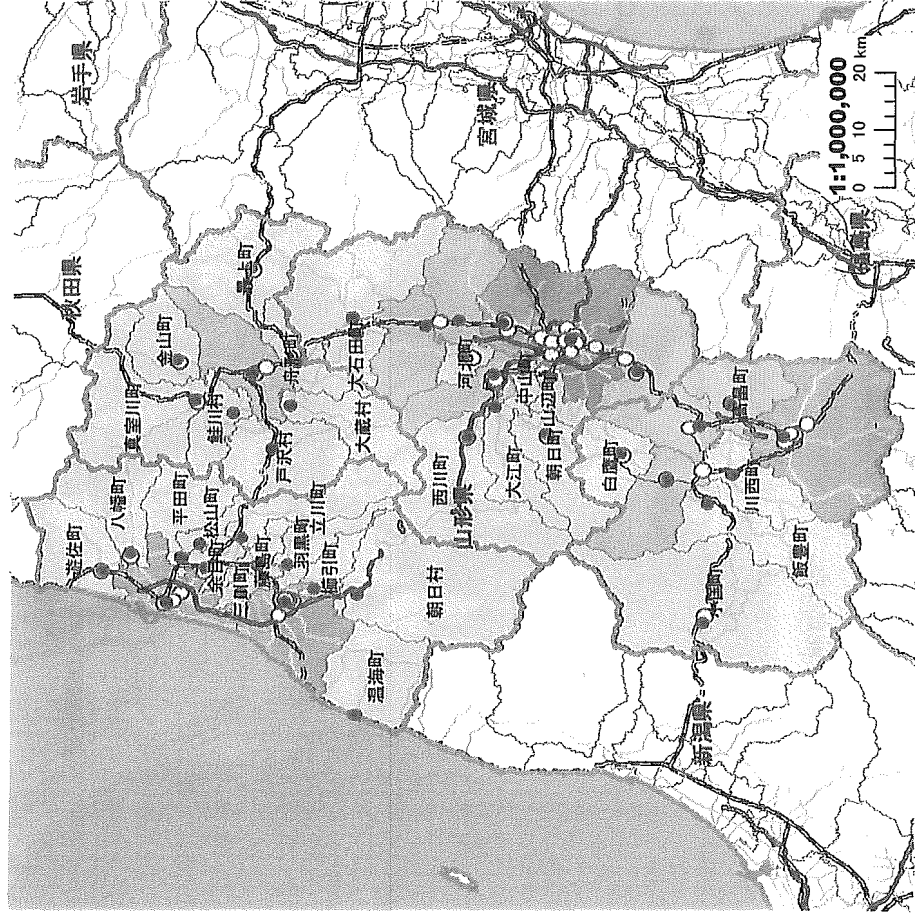 岩手県
秋田県
宮城県
福島県
新潟県
山形県
遊佐町
八幡町
平田町
松山町
余目町
三川町
藤島町
羽黒町
立川町
櫛引町
朝日村
温海町
真室川町
金山町
鮭川村
戸沢村
最上町
舟形町
大石田町
大蔵村
河北町
西川町
中山町
山辺町
大江町
朝日町
白鷹町
高畠町
川西町
飯豊町
小国町
1:1,000,000
0 5 10 20 km